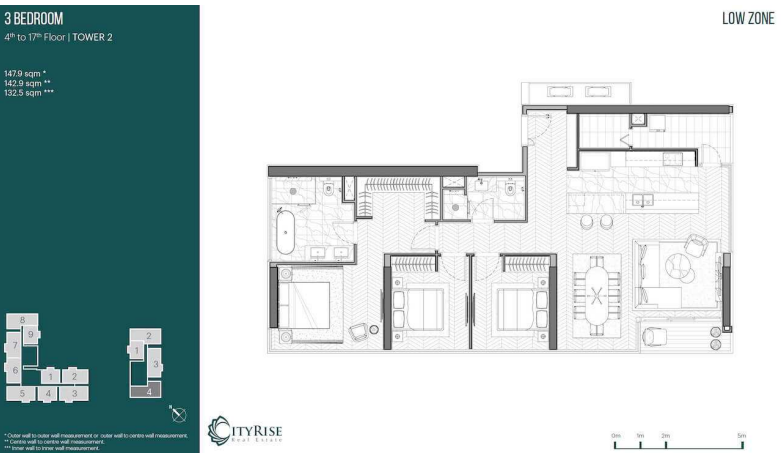 3 BEDROOM
4th to 17th Floor | TOWER 2
147.9 sqm *
142.9 sqm **
132.5 sqm ***
LOW ZONE
8
9
7
6
1 2
5 4 3
2
1
3
4
N
* Outer wall to outer wall measurement or outer wall to centre wall measurement.
** Centre wall to centre wall measurement.
*** Inner wall to inner wall measurement.
CITYRISE
Real Estate
0m 1m 2m 5m